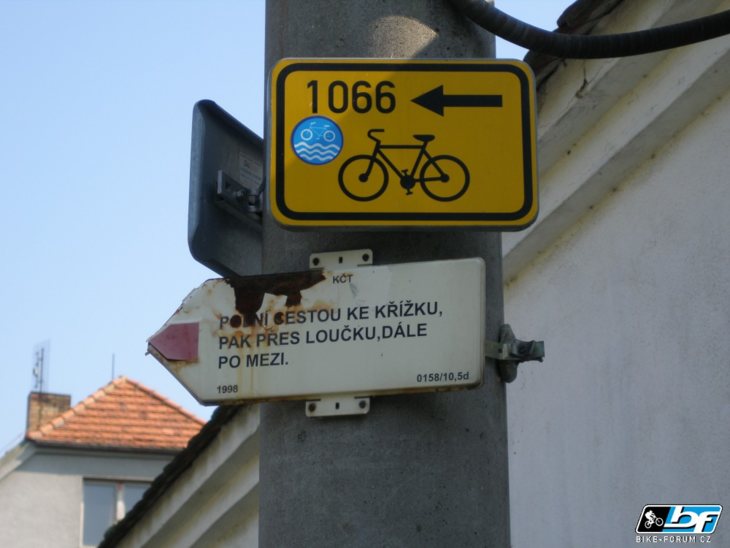 1066
KČT
POLNÍ CESTOU KE KŘÍŽKU,
PAK PŘES LOUČKU,DÁLE
PO MEZI.
1998
0158/10,5d
bf
BIKE-FORUM CZ